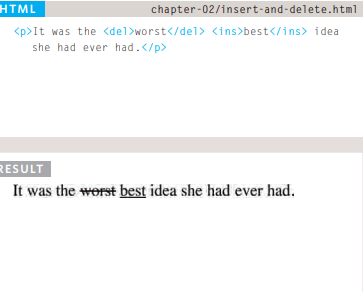 HTML chapter-02/insert-and-delete.html
<p>It was the <del>worst</del> <ins>best</ins> idea
she had ever had.</p>
RESULT
It was the worst best idea she had ever had.